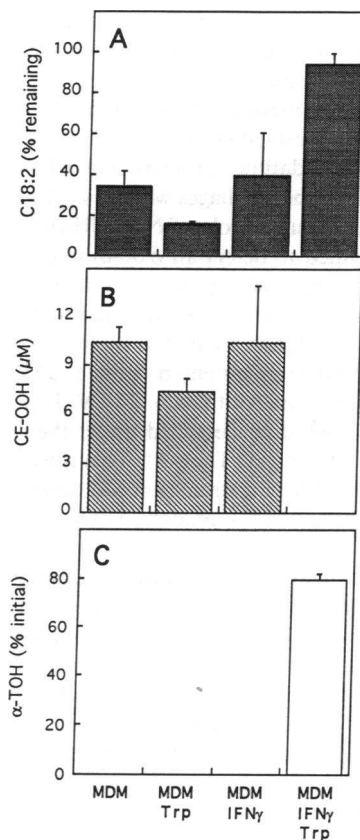 A
C18:2 (% remaining)
100
80
60
40
20
0
B
CE-OOH (µM)
12
9
6
3
0
C
α-TOH (% initial)
80
60
40
20
0
MDM
MDM
Trp
MDM
IFNγ
MDM
IFNγ
Trp